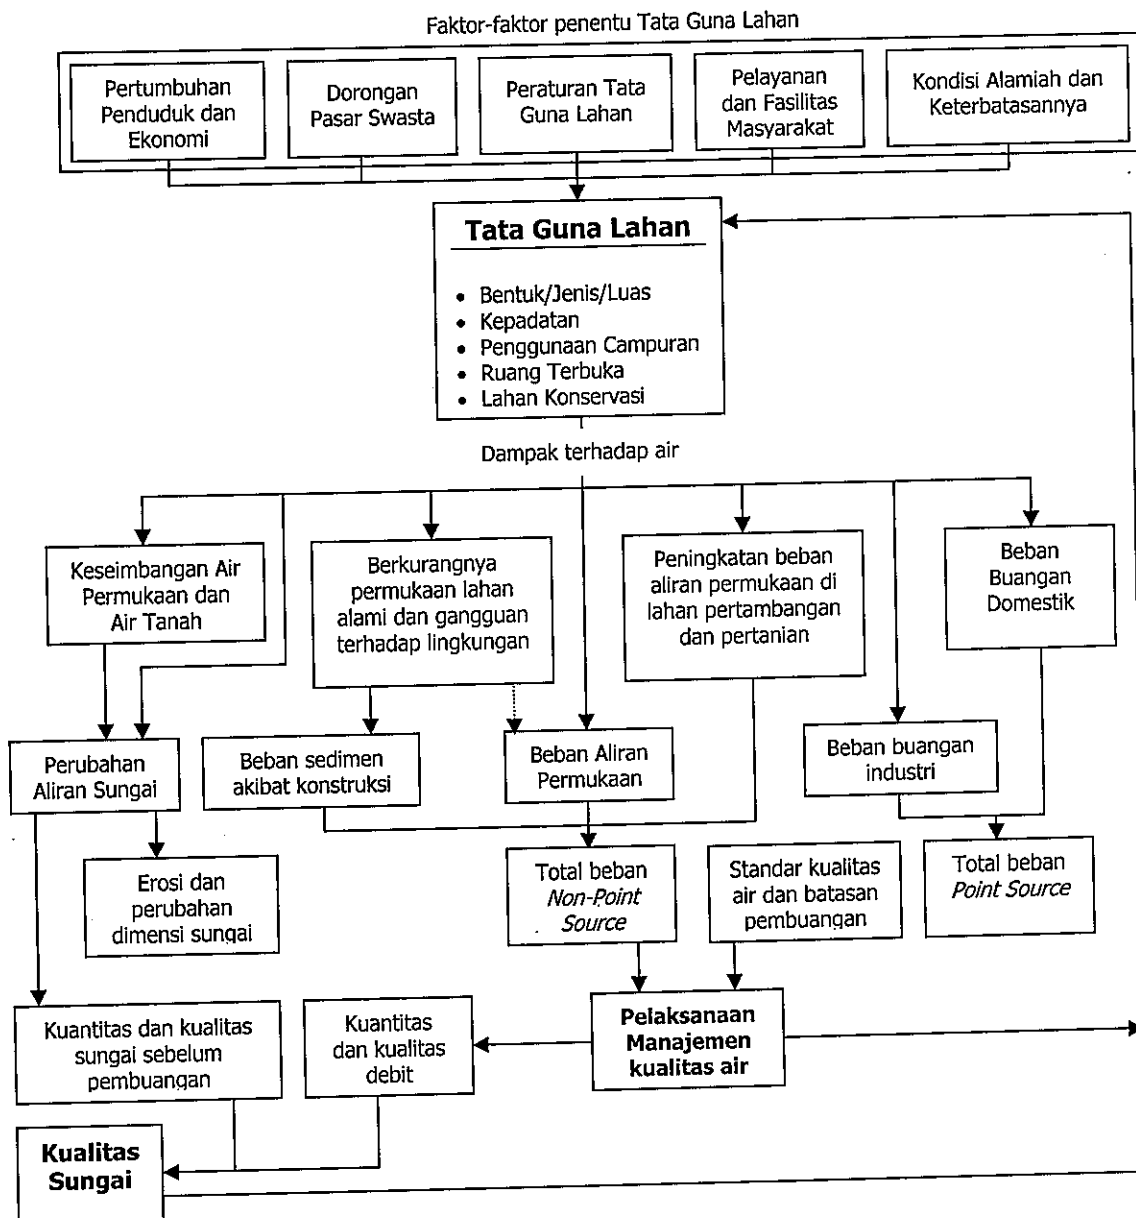 Faktor-faktor penentu Tata Guna Lahan
Pertumbuhan
Penduduk dan
Ekonomi
Dorongan
Pasar Swasta
Peraturan Tata
Guna Lahan
Pelayanan
dan Fasilitas
Masyarakat
Kondisi Alamiah dan
Keterbatasannya
Tata Guna Lahan
• Bentuk/Jenis/Luas
• Kepadatan
• Penggunaan Campuran
• Ruang Terbuka
• Lahan Konservasi
Dampak terhadap air
Keseimbangan Air
Permukaan dan
Air Tanah
Berkurangnya
permukaan lahan
alami dan gangguan
terhadap lingkungan
Peningkatan beban
aliran permukaan di
lahan pertambangan
dan pertanian
Beban
Buangan
Domestik
Perubahan
Aliran Sungai
Beban sedimen
akibat konstruksi
Beban Aliran
Permukaan
Beban buangan
industri
Erosi dan
perubahan
dimensi sungai
Total beban
Non-Point
Source
Standar kualitas
air dan batasan
pembuangan
Total beban
Point Source
Kuantitas dan kualitas
sungai sebelum
pembuangan
Kuantitas
dan kualitas
debit
Pelaksanaan
Manajemen
kualitas air
Kualitas
Sungai